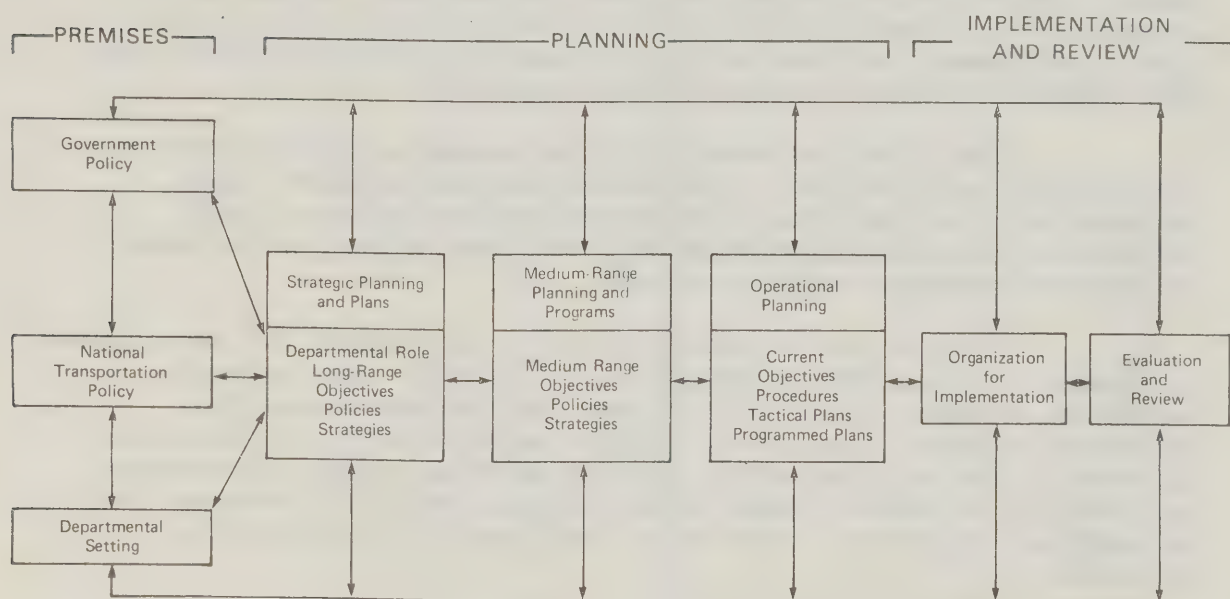 PREMISES
PLANNING
IMPLEMENTATION
AND REVIEW
Government
Policy
National
Transportation
Policy
Departmental
Setting
Strategic Planning
and Plans
Departmental Role
Long-Range
Objectives
Policies
Strategies
Medium-Range
Planning and
Programs
Medium Range
Objectives
Policies
Strategies
Operational
Planning
Current
Objectives
Procedures
Tactical Plans
Programmed Plans
Organization
for
Implementation
Evaluation
and
Review